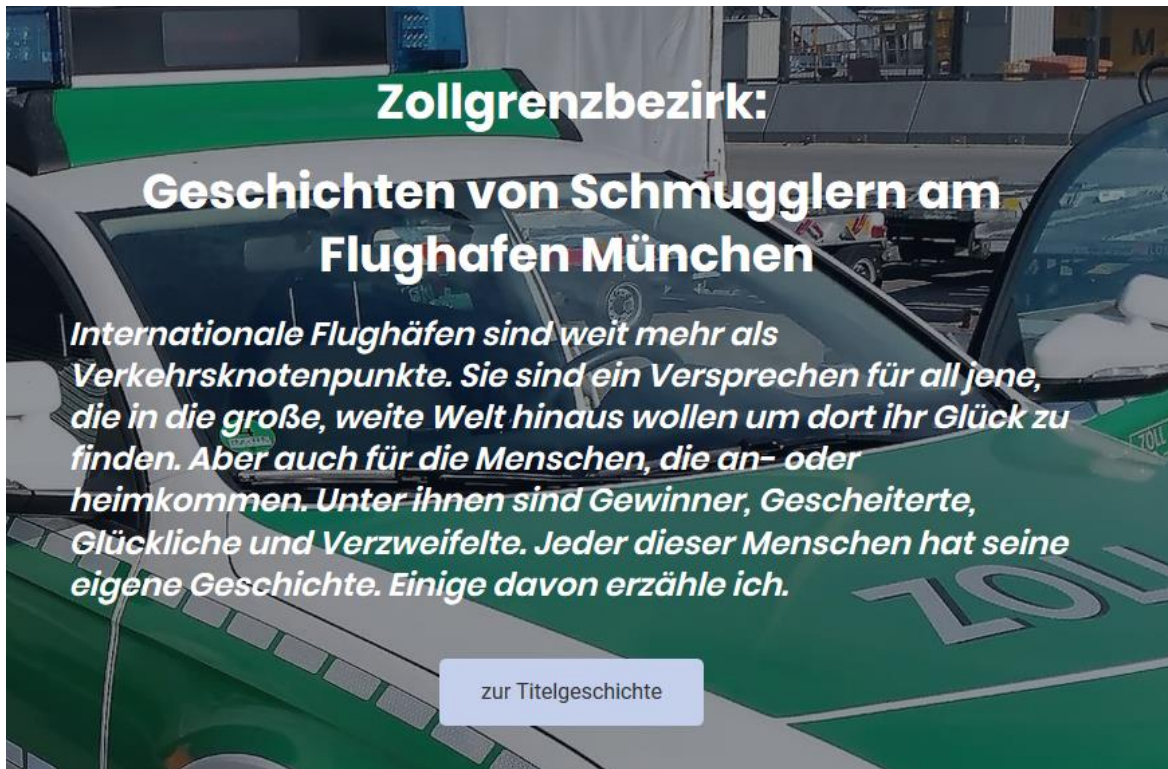 Zollgrenzbezirk:
Geschichten von Schmugglern am
Flughafen München
Internationale Flughäfen sind weit mehr als
Verkehrsknotenpunkte. Sie sind ein Versprechen für all jene,
die in die große, weite Welt hinaus wollen um dort ihr Glück zu
finden. Aber auch für die Menschen, die an- oder
heimkommen. Unter ihnen sind Gewinner, Gescheiterte,
Glückliche und Verzweifelte. Jeder dieser Menschen hat seine
eigene Geschichte. Einige davon erzähle ich.
ZOLL
ZOLL
zur Titelgeschichte